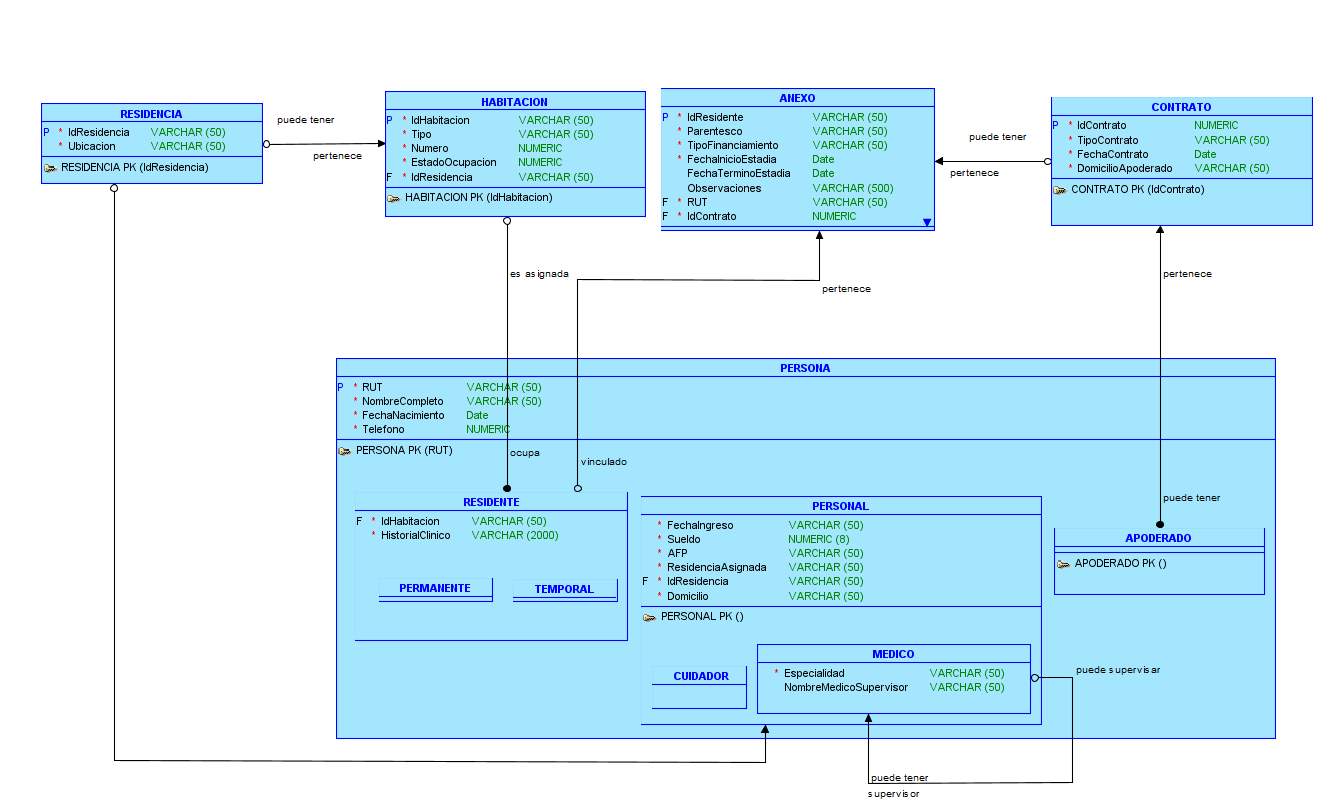 RESIDENCIA
P * IdResidencia VARCHAR (50)
* Ubicacion VARCHAR (50)
RESIDENCIA PK (IdResidencia)
puede tener
pertenece
HABITACION
P * IdHabitacion VARCHAR (50)
* Tipo VARCHAR (50)
* Numero NUMERIC
* EstadoOcupacion NUMERIC
F * IdResidencia VARCHAR (50)
HABITACION PK (IdHabitacion)
ANEXO
P * IdResidente VARCHAR (50)
* Parentesco VARCHAR (50)
* TipoFinanciamiento VARCHAR (50)
* FechaInicioEstadia Date
FechaTerminoEstadia Date
Observaciones VARCHAR (500)
F * RUT VARCHAR (50)
F * IdContrato NUMERIC
puede tener
pertenece
CONTRATO
P * IdContrato NUMERIC
* TipoContrato VARCHAR (50)
* FechaContrato Date
* DomicilioApoderado VARCHAR (50)
CONTRATO PK (IdContrato)
es asignada
pertenece
pertenece
PERSONA
P * RUT VARCHAR (50)
* NombreCompleto VARCHAR (50)
* FechaNacimiento Date
* Telefono NUMERIC
PERSONA PK (RUT)
ocupa
vinculado
puede tener
RESIDENTE
F * IdHabitacion VARCHAR (50)
* HistorialClinico VARCHAR (2000)
PERMANENTE
TEMPORAL
PERSONAL
* FechaIngreso VARCHAR (50)
* Sueldo NUMERIC (8)
* AFP VARCHAR (50)
* ResidenciaAsignada VARCHAR (50)
F * IdResidencia VARCHAR (50)
* Domicilio VARCHAR (50)
PERSONAL PK ()
APODERADO
APODERADO PK ()
CUIDADOR
MEDICO
* Especialidad VARCHAR (50)
NombreMedicoSupervisor VARCHAR (50)
puede supervisar
puede tener
supervisor